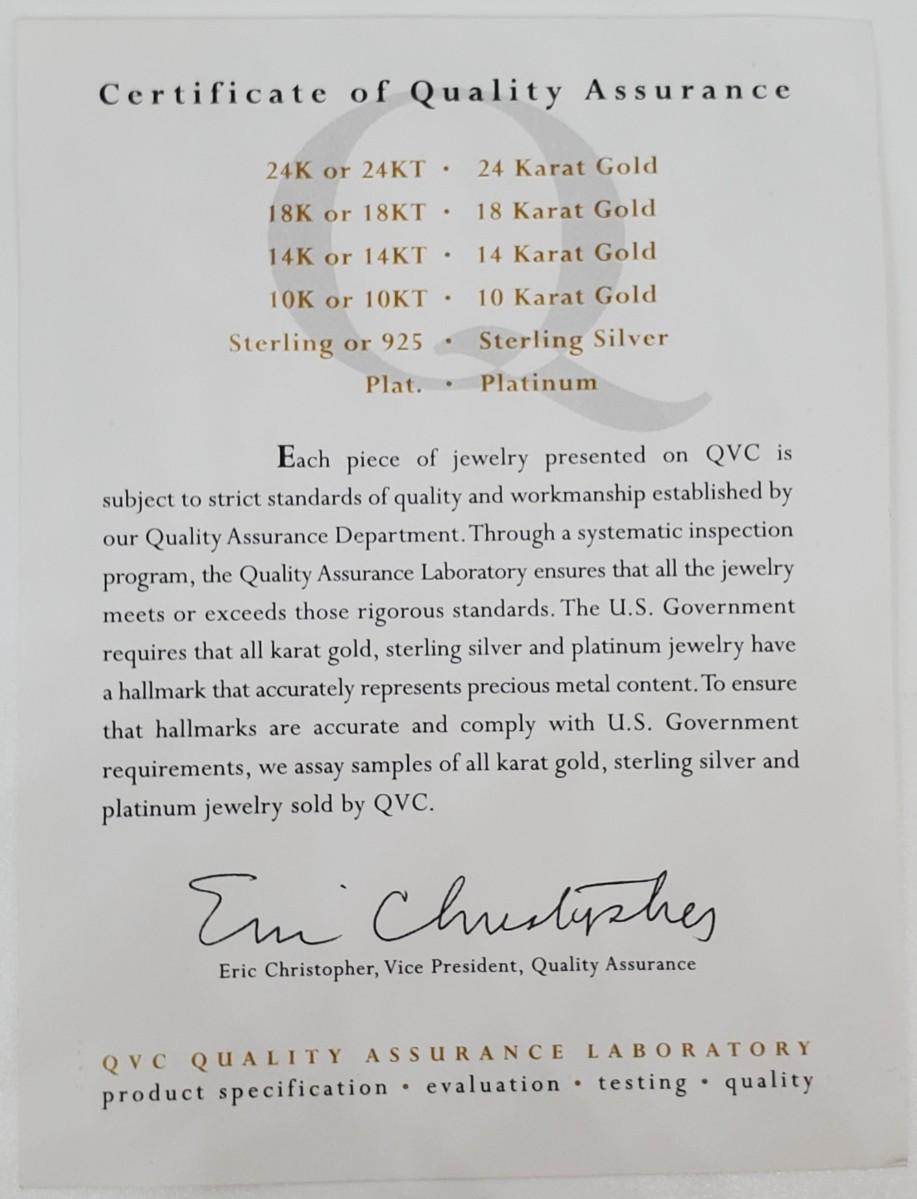 Certificate of Quality Assurance
24K or 24KT • 24 Karat Gold
18K or 18KT • 18 Karat Gold
14K or 14KT • 14 Karat Gold
10K or 10KT • 10 Karat Gold
Sterling or 925 • Sterling Silver
Plat. • Platinum
Each piece of jewelry presented on QVC is
subject to strict standards of quality and workmanship established by
our Quality Assurance Department. Through a systematic inspection
program, the Quality Assurance Laboratory ensures that all the jewelry
meets or exceeds those rigorous standards. The U.S. Government
requires that all karat gold, sterling silver and platinum jewelry have
a hallmark that accurately represents precious metal content. To ensure
that hallmarks are accurate and comply with U.S. Government
requirements, we assay samples of all karat gold, sterling silver and
platinum jewelry sold by QVC.
Eric Christopher
Eric Christopher, Vice President, Quality Assurance
QVC QUALITY ASSURANCE LABORATORY
product specification • evaluation • testing • quality